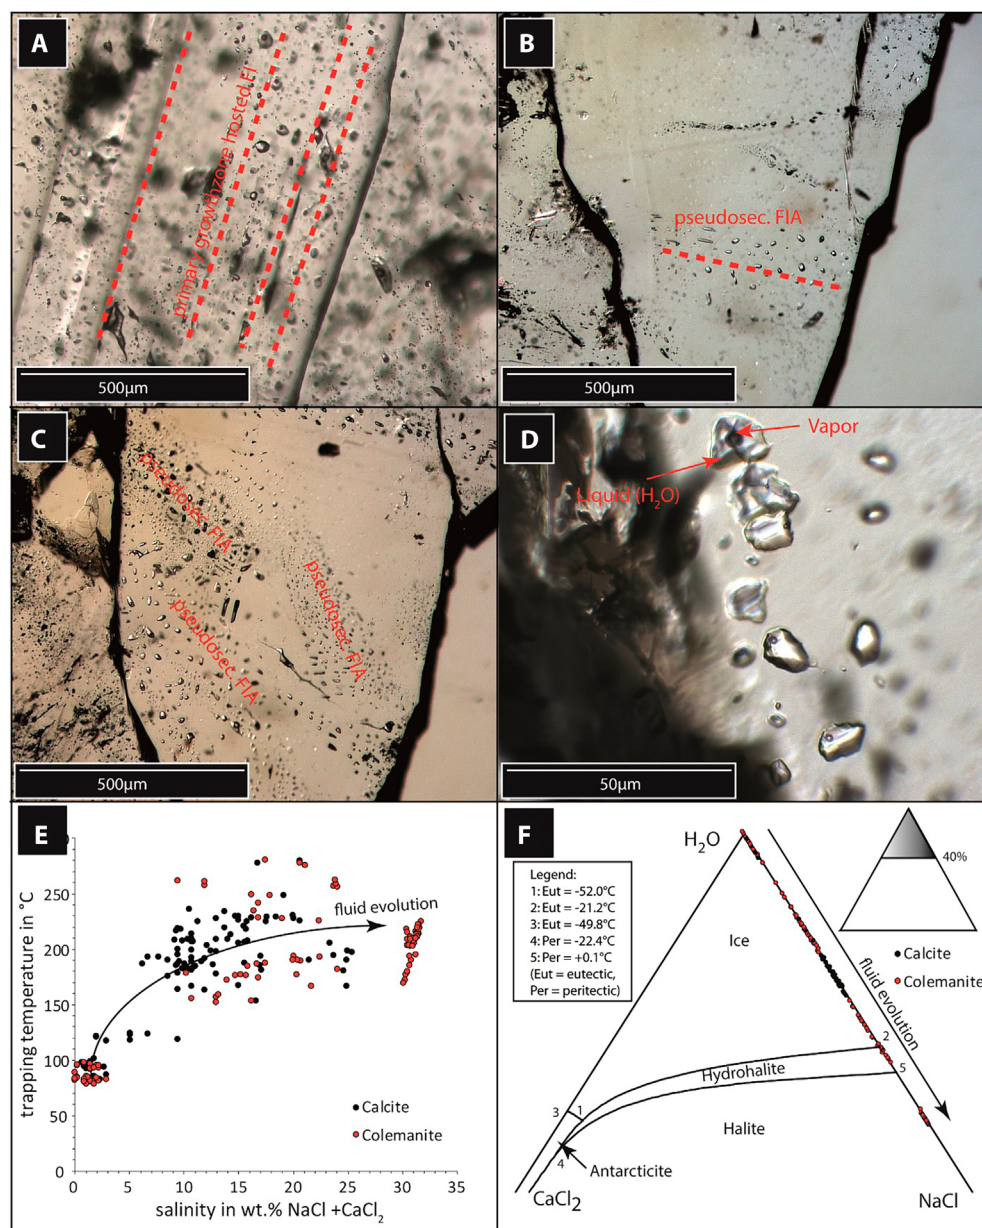 A
primary growthzone hosted FI
500µm
B
pseudosec. FIA
500µm
C
pseudosec. FIA
pseudosec. FIA
pseudosec. FIA
500µm
D
Vapor
Liquid (H₂O)
50µm
E
trapping temperature in °C
250
200
150
100
50
0
fluid evolution
Calcite
Colemanite
0 5 10 15 20 25 30 35
salinity in wt.% NaCl +CaCl₂
F
H₂O
Legend:
1: Eut = -52.0°C
2: Eut = -21.2°C
3: Eut = -49.8°C
4: Per = -22.4°C
5: Per = +0.1°C
(Eut = eutectic,
Per = peritectic)
40%
Ice
Calcite
Colemanite
fluid evolution
2
5
Hydrohalite
3
1
Halite
4
Antarcticite
CaCl₂
NaCl